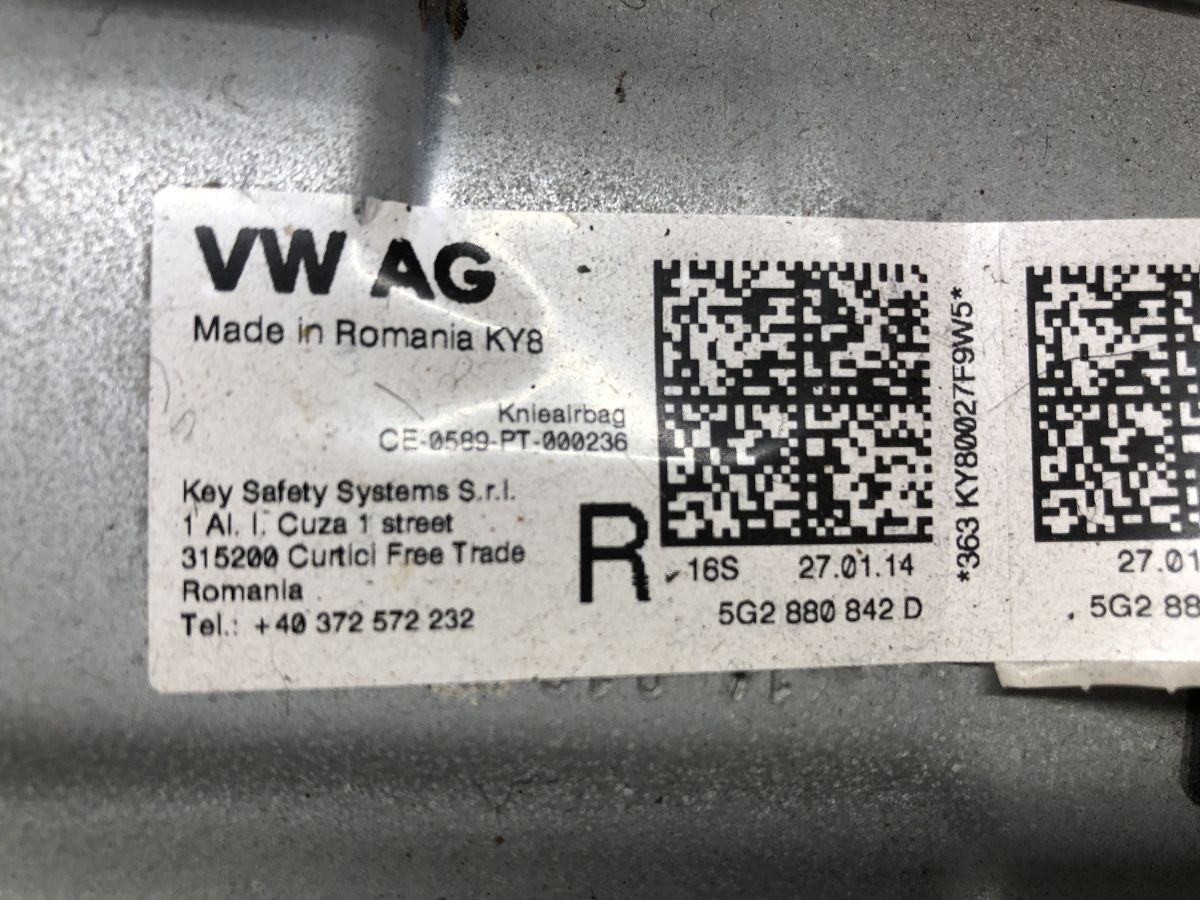 VW AG
Made in Romania KY8
Knieairbag
CE-0589-PT-000236
Key Safety Systems S.r.l.
1 Al. I. Cuza 1 street
315200 Curtici Free Trade
Romania
Tel.: +40 372 572 232
R
16S 27.01.14
5G2 880 842 D
*363 KY80027F9W5*
27.01
5G2 88